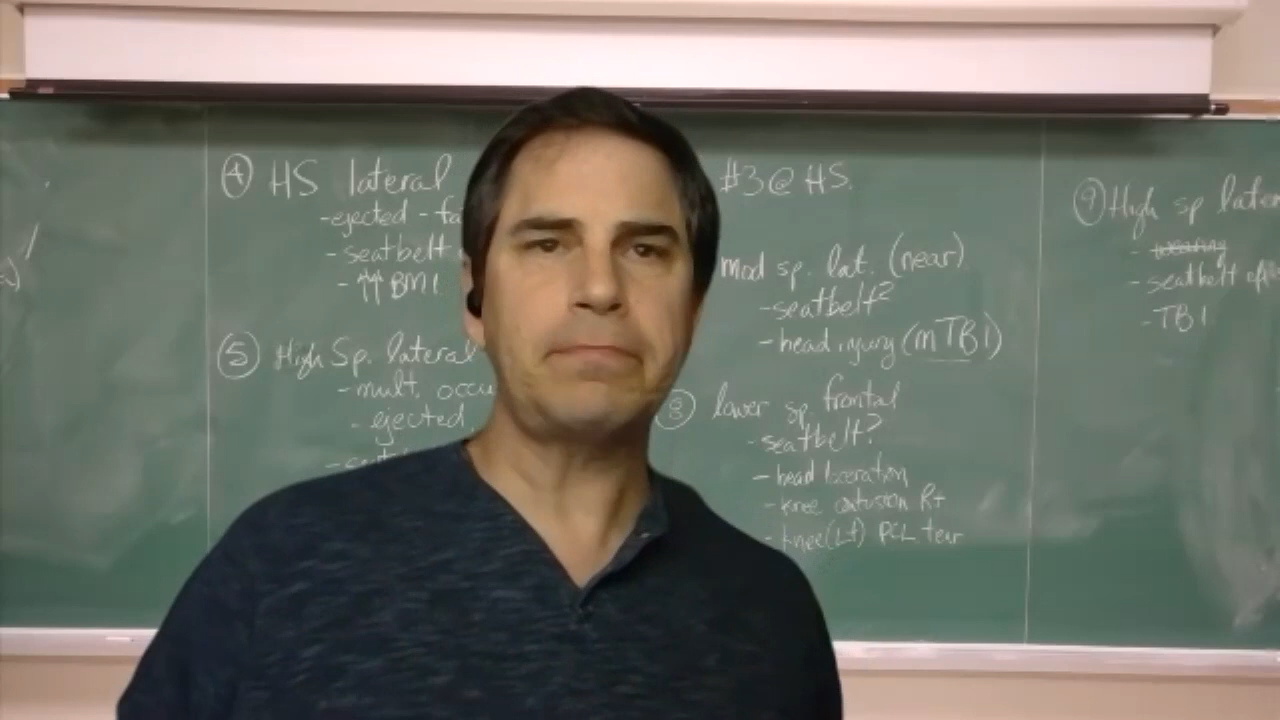 ④ HS lateral
-ejected - fa
-seatbelt
-↑↑ BMI
⑤ High Sp. lateral
-mult. occu
-ejected
#3@HS.
mod sp. lat. (near)
-seatbelt?
-head injury (mTBI)
⑧ lower sp. frontal
-seatbelt?
-head laceration
-knee contusion Rt
-knee (Lt) PCL tear
⑨ High sp later
-seatbelt
-TBI